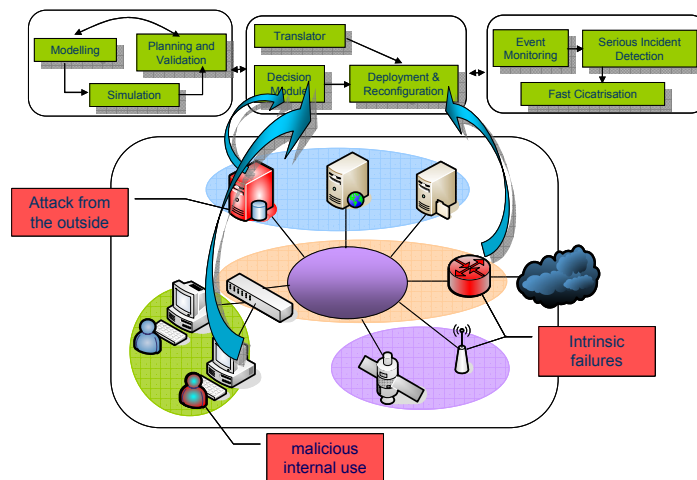 Modelling
Planning and
Validation
Simulation
Translator
Decision
Module
Deployment &
Reconfiguration
Event
Monitoring
Serious Incident
Detection
Fast Cicatrisation
Attack from
the outside
Intrinsic
failures
malicious
internal use